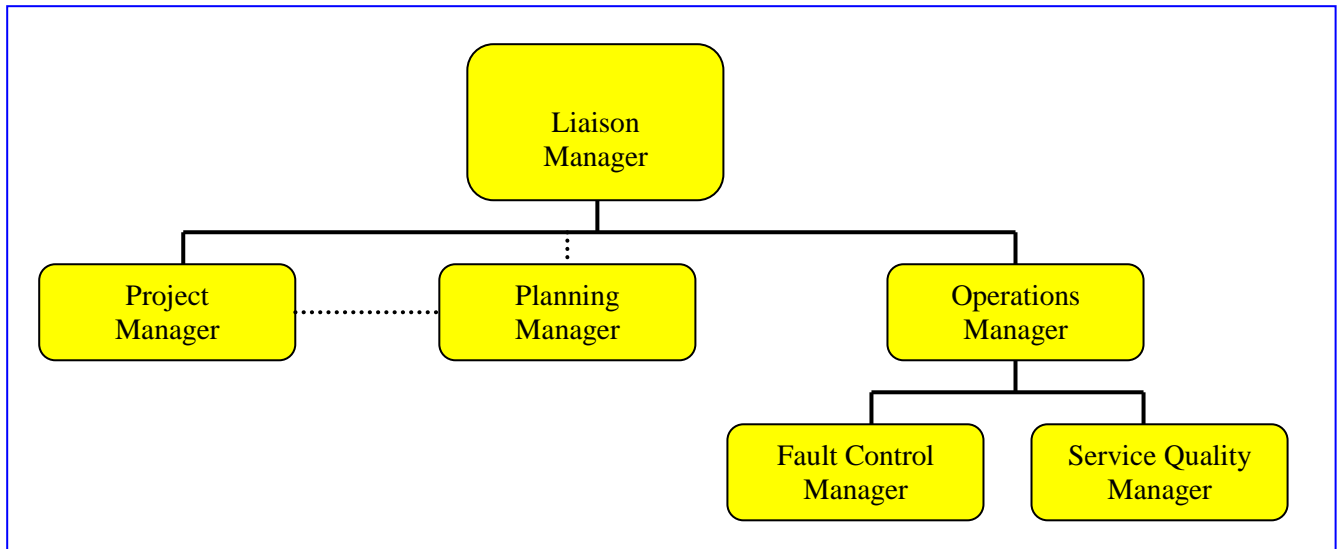 Liaison
Manager
Project
Manager
Planning
Manager
Operations
Manager
Fault Control
Manager
Service Quality
Manager